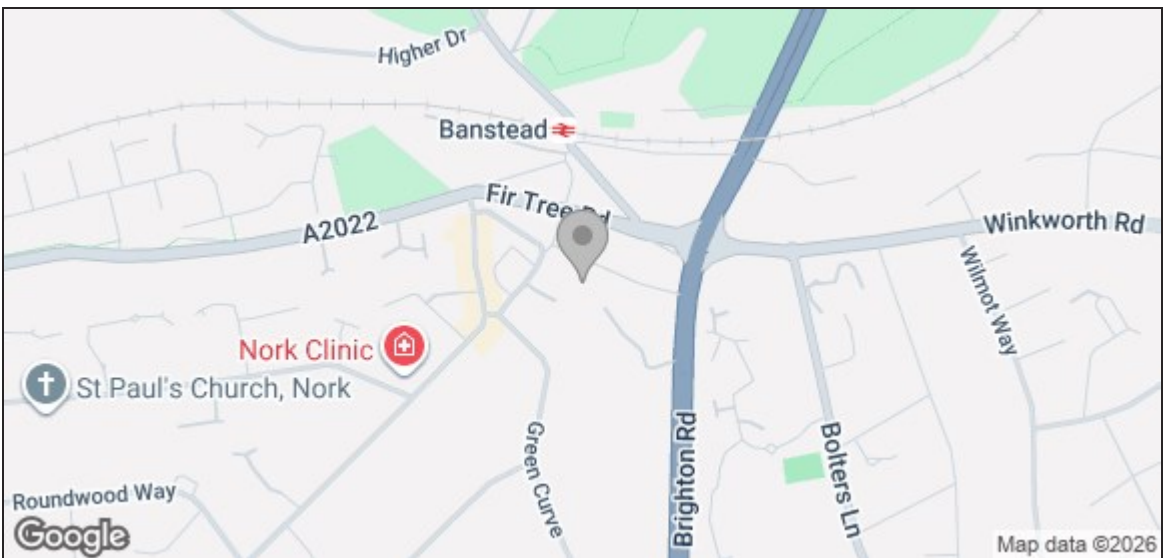 Higher Dr
Banstead
Fir Tree Rd
A2022
Winkworth Rd
Wilmot Way
Nork Clinic
St Paul's Church, Nork
Green Curve
Brighton Rd
Bolters Ln
Roundwood Way
Google
Map data ©2026